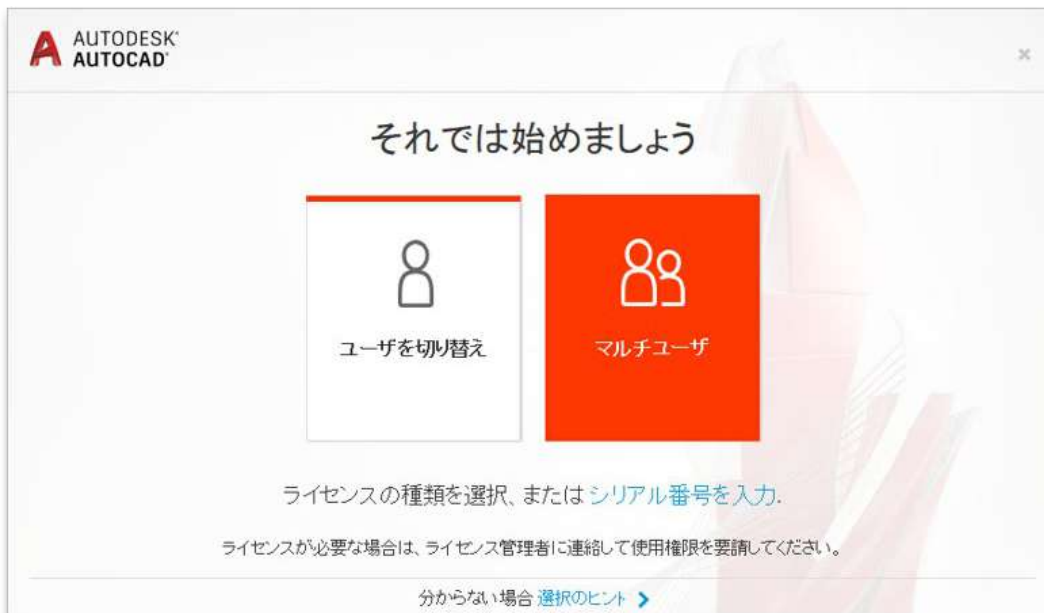 AUTODESK®
AUTOCAD®
それでは始めましょう
ユーザを切り替え
マルチユーザ
ライセンスの種類を選択、または シリアル番号を入力.
ライセンスが必要な場合は、ライセンス管理者に連絡して使用権限を要請してください。
分からない場合 選択のヒント